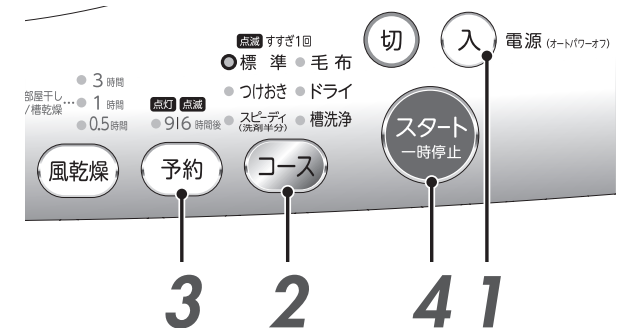 切
入
電源 (オートパワーオフ)
点滅 すすぎ1回
標準 毛布
つけおき ドライ
スピーディ 槽洗浄
(洗剤半分)
3 時間
部屋干し
/槽乾燥 … 1 時間
0.5 時間
点灯 点滅
9 6 時間後
風乾燥
予約
コース
スタート
一時停止
3 2 4 1